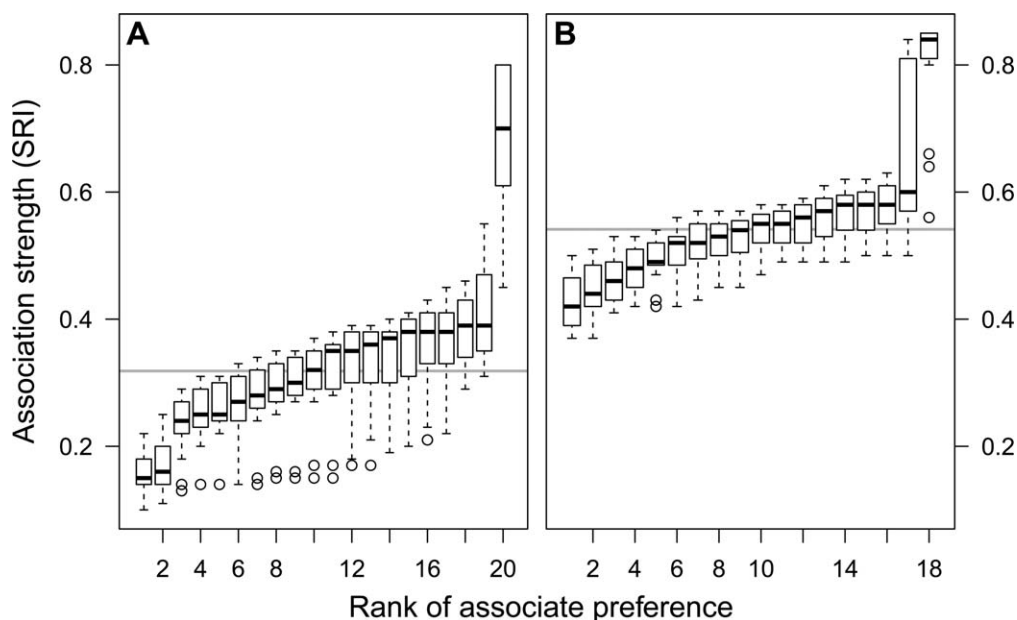 A B
0.8 0.8
0.6 0.6
0.4 0.4
0.2 0.2
Association strength (SRI)
2 4 6 8 12 16 20 2 4 6 8 10 14 18
Rank of associate preference